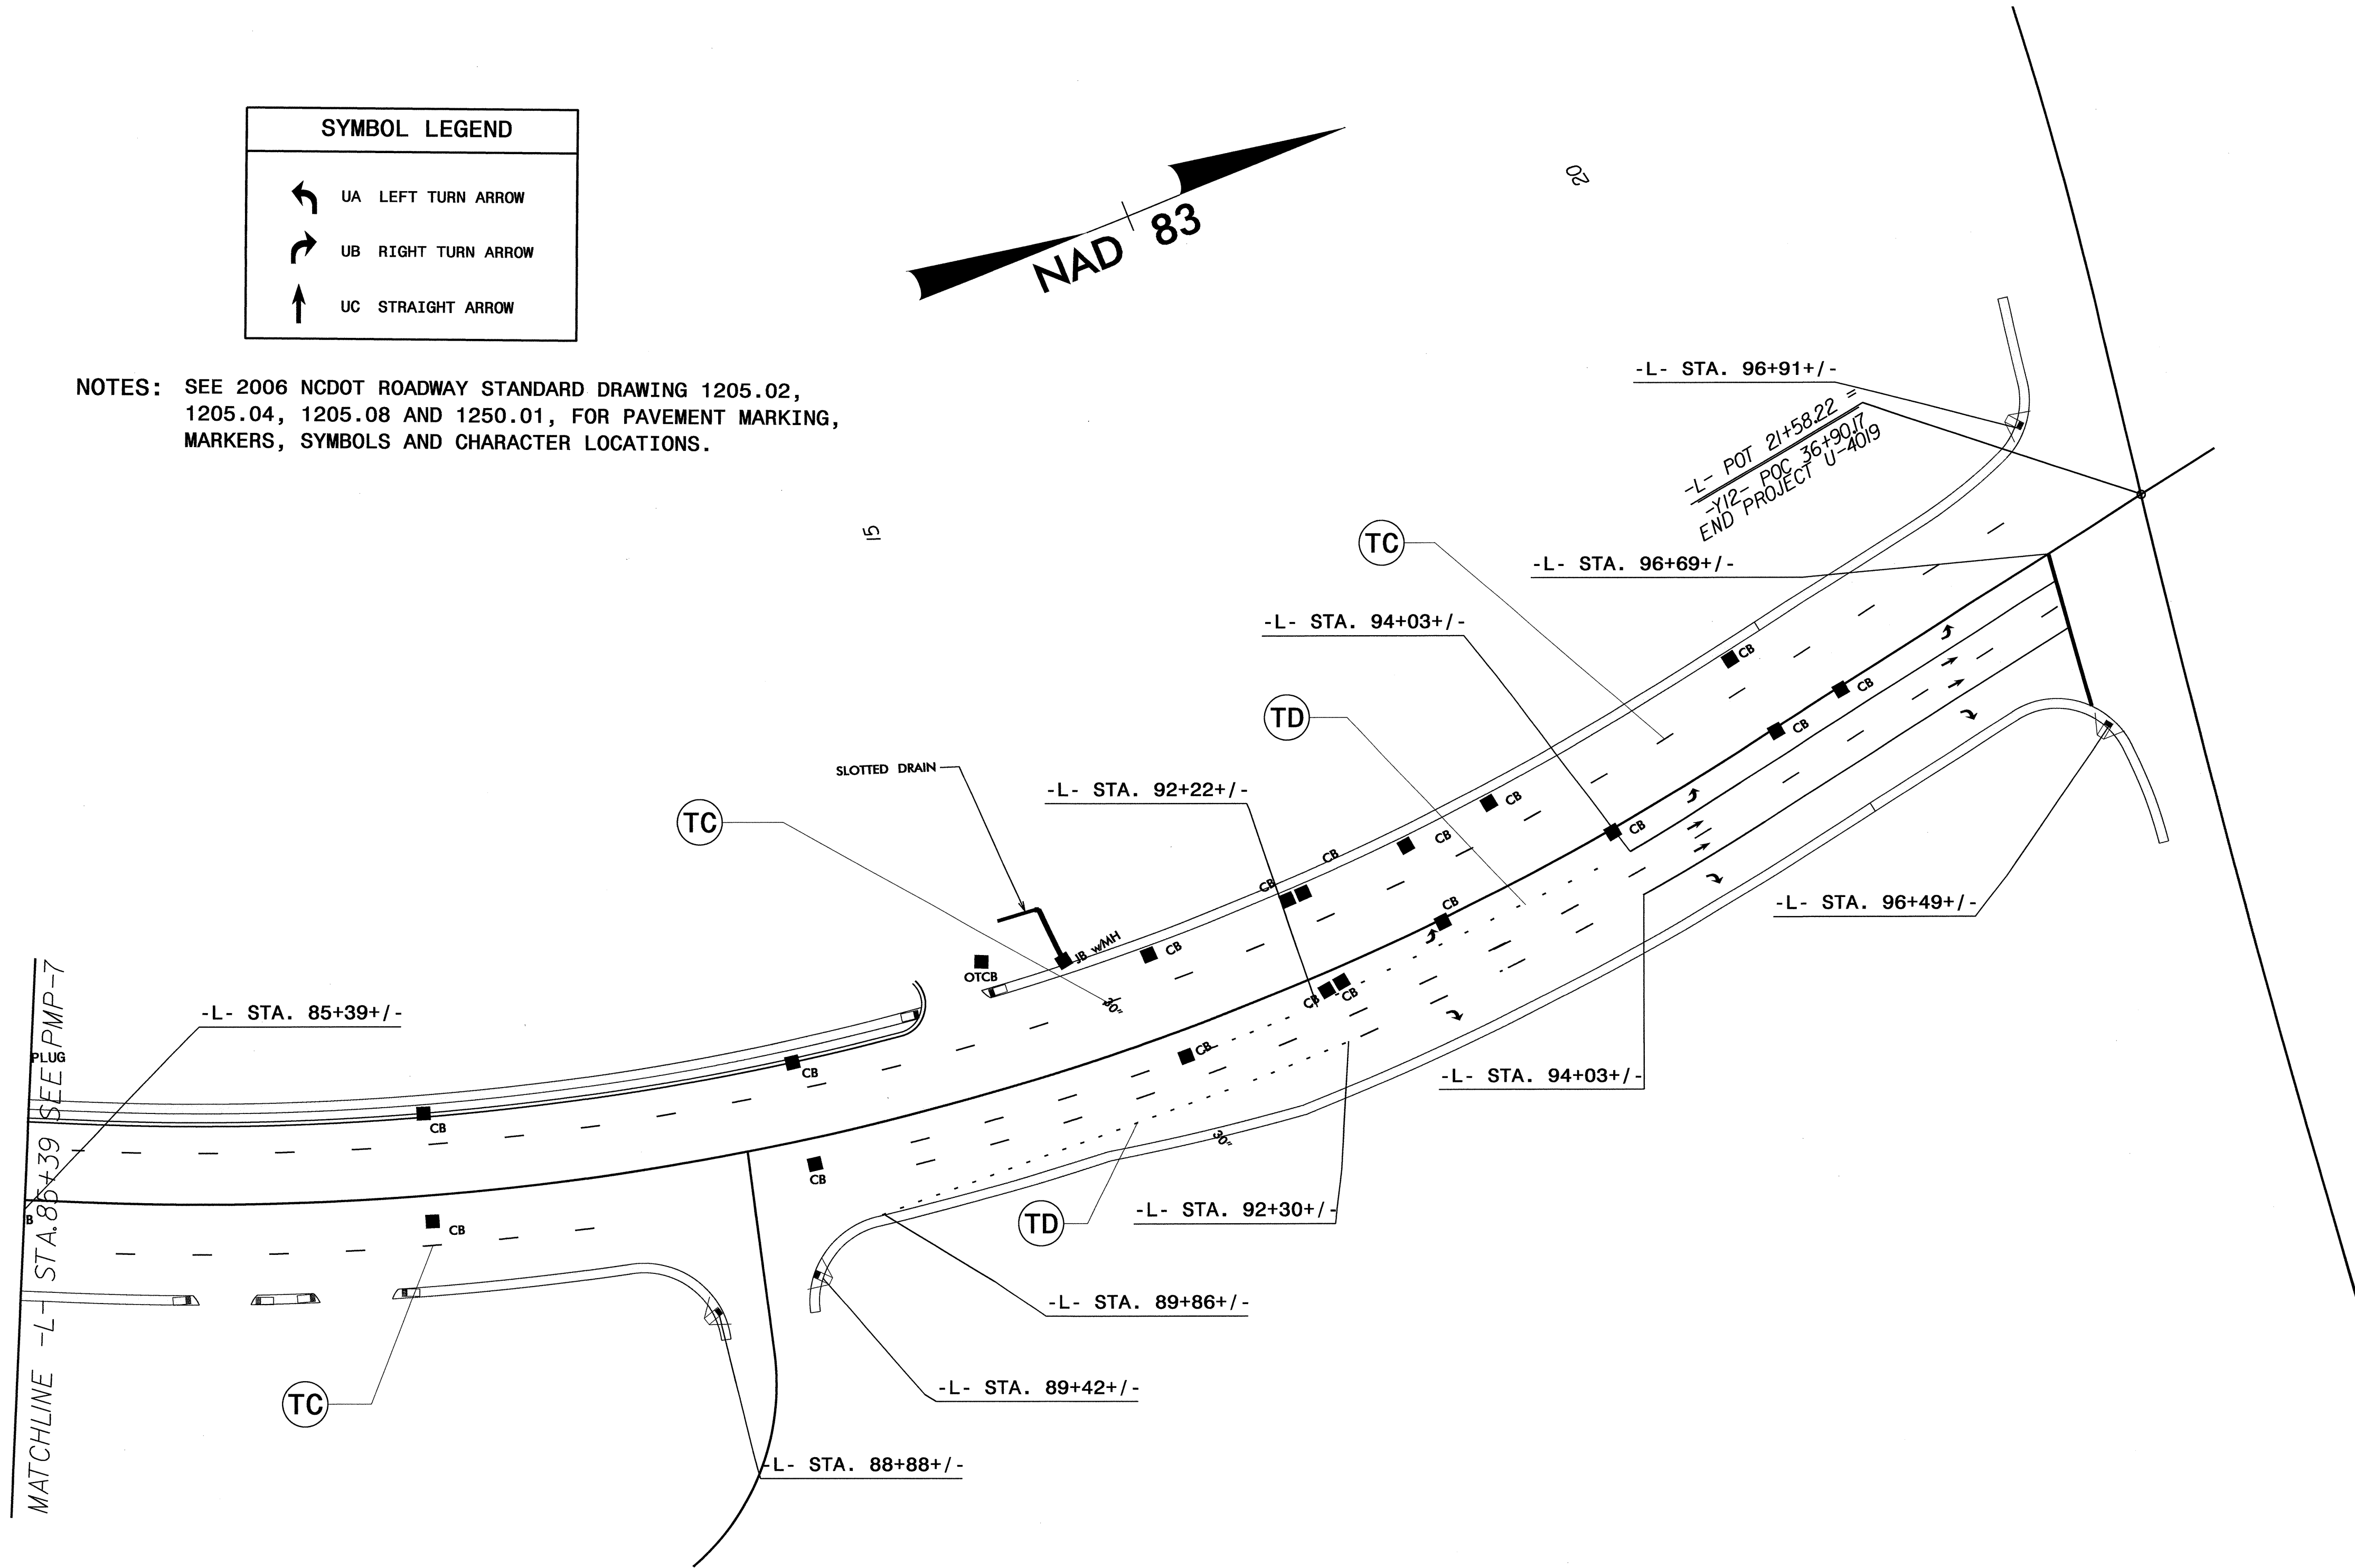 SYMBOL LEGEND
UA LEFT TURN ARROW
UB RIGHT TURN ARROW
UC STRAIGHT ARROW
NOTES: SEE 2006 NCDOT ROADWAY STANDARD DRAWING 1205.02,
1205.04, 1205.08 AND 1250.01, FOR PAVEMENT MARKING,
MARKERS, SYMBOLS AND CHARACTER LOCATIONS.
NAD 83
20
15
-L- STA. 96+91+/-
-L- POT 21+58.22 =
-Y12- POC 36+90.17
END PROJECT U-4019
TC
-L- STA. 96+69+/-
-L- STA. 94+03+/-
CB
CB
TD
CB
SLOTTED DRAIN
-L- STA. 92+22+/-
CB
TC
CB
CB
CB
CB
-L- STA. 96+49+/-
CB
JB w/MH
CB
OTCB
30"
CB
CB
-L- STA. 85+39+/-
PLUG
CB
CB
-L- STA. 94+03+/-
CB
30"
CB
B
CB
TD
-L- STA. 92+30+/-
-L- STA. 89+86+/-
-L- STA. 89+42+/-
TC
-L- STA. 88+88+/-
MATCHLINE -L- STA.85+39 SEE PMP-7